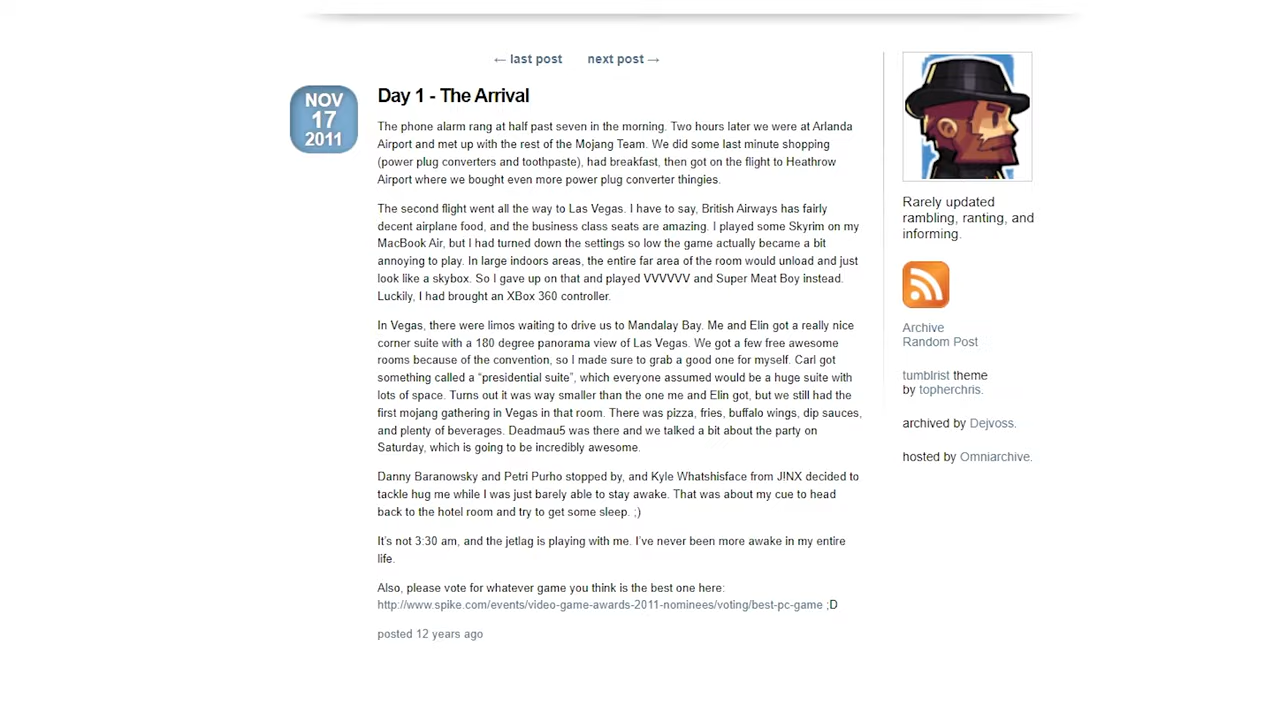 ← last post next post →
NOV
17
2011
Day 1 - The Arrival
The phone alarm rang at half past seven in the morning. Two hours later we were at Arlanda
Airport and met up with the rest of the Mojang Team. We did some last minute shopping
(power plug converters and toothpaste), had breakfast, then got on the flight to Heathrow
Airport where we bought even more power plug converter thingies.
The second flight went all the way to Las Vegas. I have to say, British Airways has fairly
decent airplane food, and the business class seats are amazing. I played some Skyrim on my
MacBook Air, but I had turned down the settings so low the game actually became a bit
annoying to play. In large indoors areas, the entire far area of the room would unload and just
look like a skybox. So I gave up on that and played VVVVVV and Super Meat Boy instead.
Luckily, I had brought an XBox 360 controller.
In Vegas, there were limos waiting to drive us to Mandalay Bay. Me and Elin got a really nice
corner suite with a 180 degree panorama view of Las Vegas. We got a few free awesome
rooms because of the convention, so I made sure to grab a good one for myself. Carl got
something called a “presidential suite”, which everyone assumed would be a huge suite with
lots of space. Turns out it was way smaller than the one me and Elin got, but we still had the
first mojang gathering in Vegas in that room. There was pizza, fries, buffalo wings, dip sauces,
and plenty of beverages. Deadmau5 was there and we talked a bit about the party on
Saturday, which is going to be incredibly awesome.
Danny Baranowsky and Petri Purho stopped by, and Kyle Whatshisface from J!NX decided to
tackle hug me while I was just barely able to stay awake. That was about my cue to head
back to the hotel room and try to get some sleep. ;)
It’s not 3:30 am, and the jetlag is playing with me. I’ve never been more awake in my entire
life.
Also, please vote for whatever game you think is the best one here:
http://www.spike.com/events/video-game-awards-2011-nominees/voting/best-pc-game ;D
posted 12 years ago
Rarely updated
rambling, ranting, and
informing.
Archive
Random Post
tumblrist theme
by topherchris.
archived by Dejvoss.
hosted by Omniarchive.